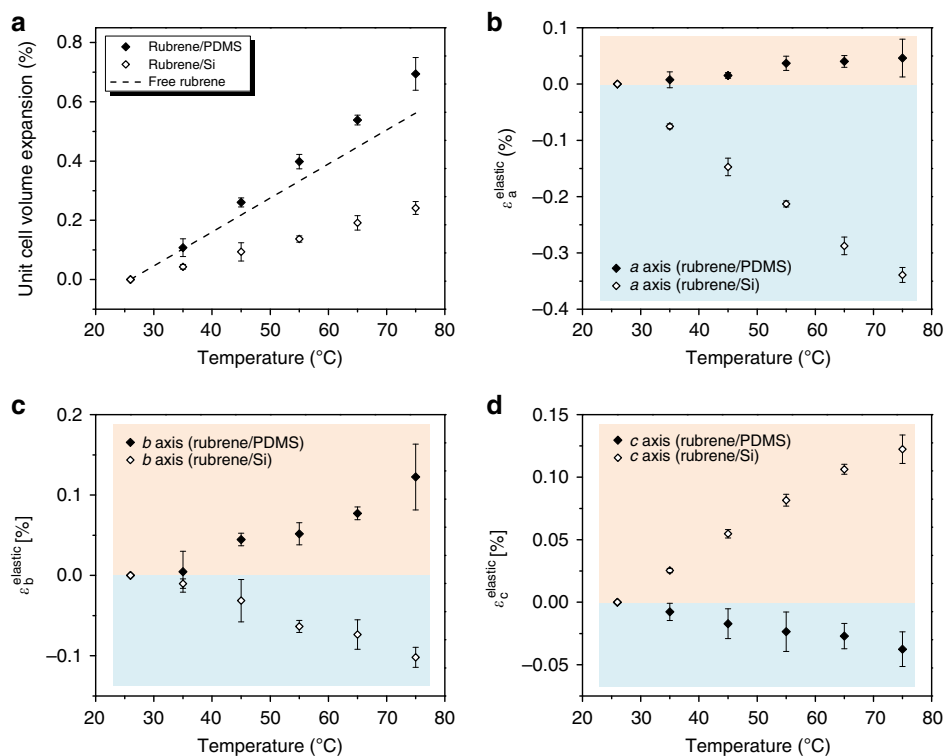 a
Unit cell volume expansion (%)
0.8
0.6
0.4
0.2
0.0
Rubrene/PDMS
Rubrene/Si
Free rubrene
20 30 40 50 60 70 80
Temperature (°C)
b
εₐᵉˡᵃˢᵗⁱᶜ (%)
0.1
0.0
–0.1
–0.2
–0.3
–0.4
a axis (rubrene/PDMS)
a axis (rubrene/Si)
20 30 40 50 60 70 80
Temperature (°C)
c
ε_b^elastic [%]
0.2
0.1
0.0
–0.1
b axis (rubrene/PDMS)
b axis (rubrene/Si)
20 30 40 50 60 70 80
Temperature (°C)
d
ε_c^elastic [%]
0.15
0.10
0.05
0.00
–0.05
c axis (rubrene/PDMS)
c axis (rubrene/Si)
20 30 40 50 60 70 80
Temperature (°C)